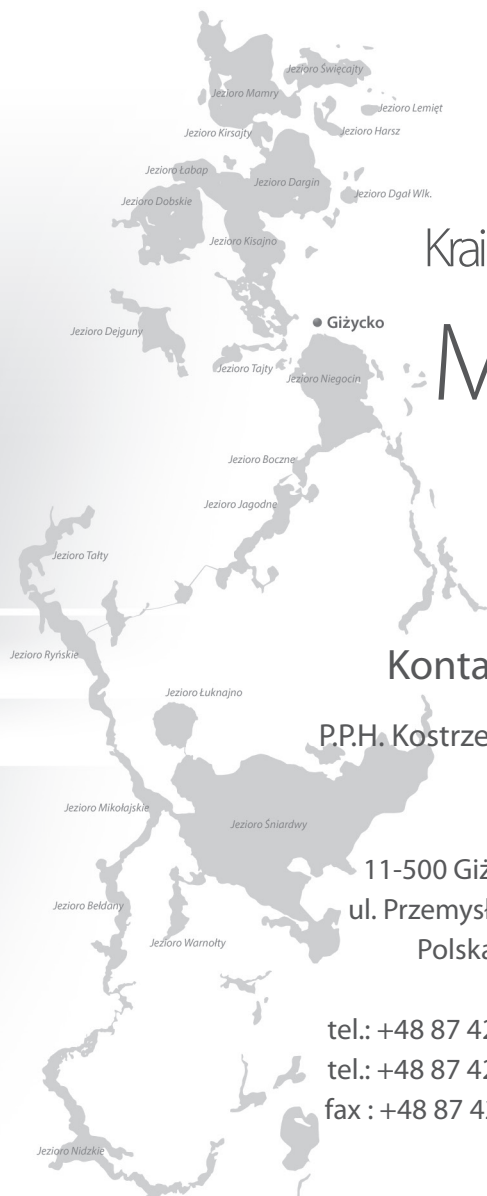 Jezioro Święcajty
Jezioro Mamry
Jezioro Lemięt
Jezioro Kirsajty
Jezioro Harsz
Jezioro Łabap
Jezioro Dargin
Jezioro Dgał Wlk.
Jezioro Dobskie
Krai
Jezioro Kisajno
Giżycko
Jezioro Dejguny
M
Jezioro Tajty
Jezioro Niegocin
Jezioro Boczne
Jezioro Jagodne
Jezioro Tałty
Jezioro Ryńskie
Konta
Jezioro Łuknajno
P.P.H. Kostrze
Jezioro Mikołajskie
Jezioro Śniardwy
11-500 Giż
Jezioro Bełdany
ul. Przemysł
Jezioro Warnołty
Polska
tel.: +48 87 42
tel.: +48 87 42
fax : +48 87 42
Jezioro Nidzkie